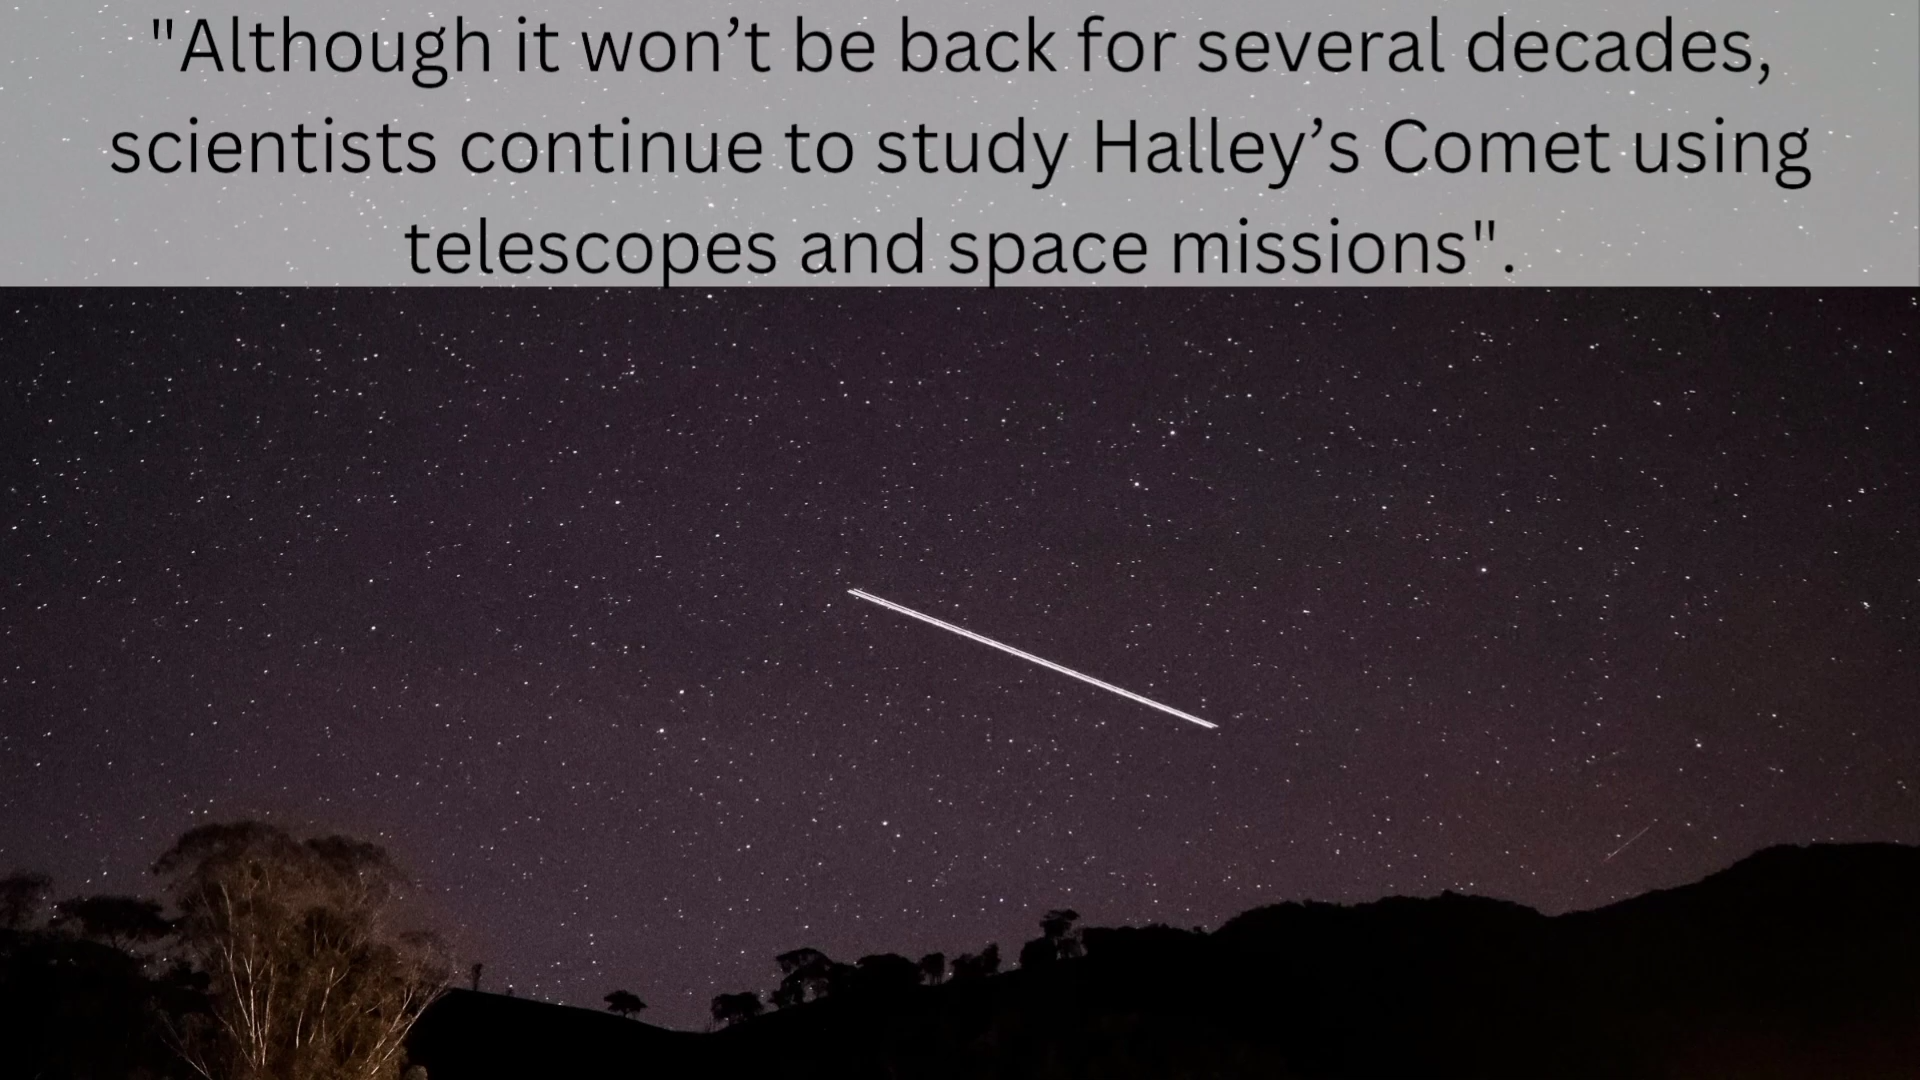 "Although it won’t be back for several decades,
scientists continue to study Halley’s Comet using
telescopes and space missions".